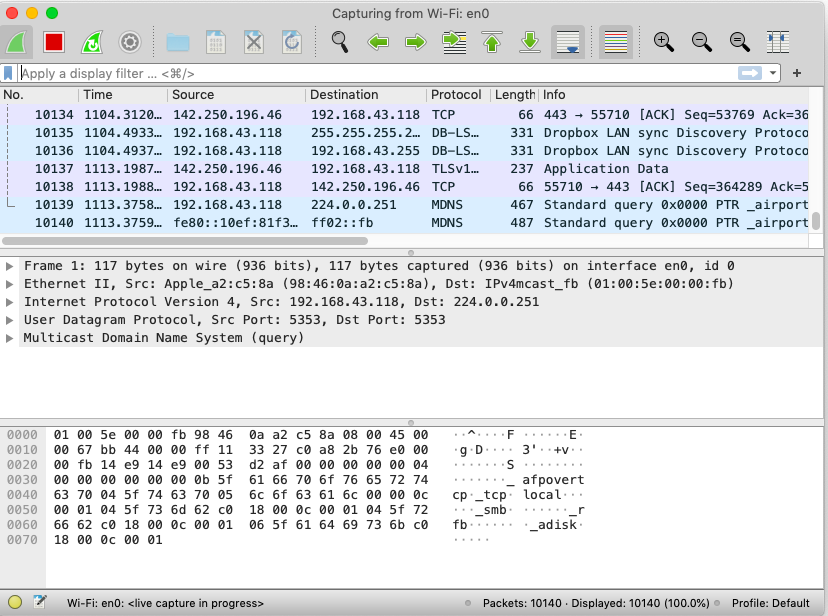 Capturing from Wi-Fi: en0
Apply a display filter … <⌘/>
+
No. Time Source Destination Protocol Length Info
10134 1104.3120… 142.250.196.46 192.168.43.118 TCP 66 443 → 55710 [ACK] Seq=53769 Ack=36
10135 1104.4933… 192.168.43.118 255.255.255.2… DB-LS… 331 Dropbox LAN sync Discovery Protoco
10136 1104.4937… 192.168.43.118 192.168.43.255 DB-LS… 331 Dropbox LAN sync Discovery Protoco
10137 1113.1987… 142.250.196.46 192.168.43.118 TLSv1… 237 Application Data
10138 1113.1988… 192.168.43.118 142.250.196.46 TCP 66 55710 → 443 [ACK] Seq=364289 Ack=5
10139 1113.3758… 192.168.43.118 224.0.0.251 MDNS 467 Standard query 0x0000 PTR _airport
10140 1113.3759… fe80::10ef:81f3… ff02::fb MDNS 487 Standard query 0x0000 PTR _airport
Frame 1: 117 bytes on wire (936 bits), 117 bytes captured (936 bits) on interface en0, id 0
Ethernet II, Src: Apple_a2:c5:8a (98:46:0a:a2:c5:8a), Dst: IPv4mcast_fb (01:00:5e:00:00:fb)
Internet Protocol Version 4, Src: 192.168.43.118, Dst: 224.0.0.251
User Datagram Protocol, Src Port: 5353, Dst Port: 5353
Multicast Domain Name System (query)
0000 01 00 5e 00 00 fb 98 46 0a a2 c5 8a 08 00 45 00 ··^····F ······E·
0010 00 67 bb 44 00 00 ff 11 33 27 c0 a8 2b 76 e0 00 ·g·D···· 3'··+v··
0020 00 fb 14 e9 14 e9 00 53 d2 af 00 00 00 00 00 04 ·······S ········
0030 00 00 00 00 00 00 0b 5f 61 66 70 6f 76 65 72 74 ·······_ afpovert
0040 63 70 04 5f 74 63 70 05 6c 6f 63 61 6c 00 00 0c cp·_tcp· local···
0050 00 01 04 5f 73 6d 62 c0 18 00 0c 00 01 04 5f 72 ···_smb· ······_r
0060 66 62 c0 18 00 0c 00 01 06 5f 61 64 69 73 6b c0 fb······ ·_adisk·
0070 18 00 0c 00 01 ·····
Wi-Fi: en0: <live capture in progress> Packets: 10140 · Displayed: 10140 (100.0%) Profile: Default